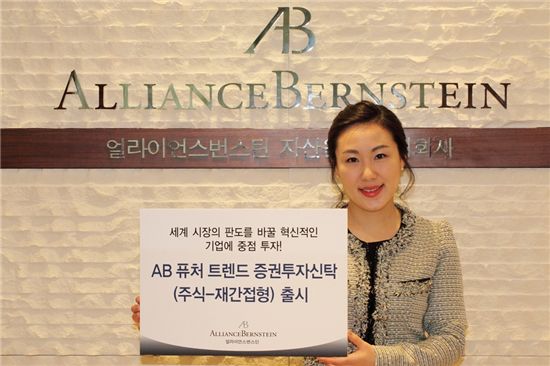 AB
ALLIANCEBERNSTEIN
얼라이언스번스틴 자산
회사
세계 시장의 판도를 바꿀 혁신적인
기업에 중점 투자!
AB 퓨처 트렌드 증권투자신탁
(주식-재간접형) 출시
AB
ALLIANCEBERNSTEIN
얼라이언스번스틴